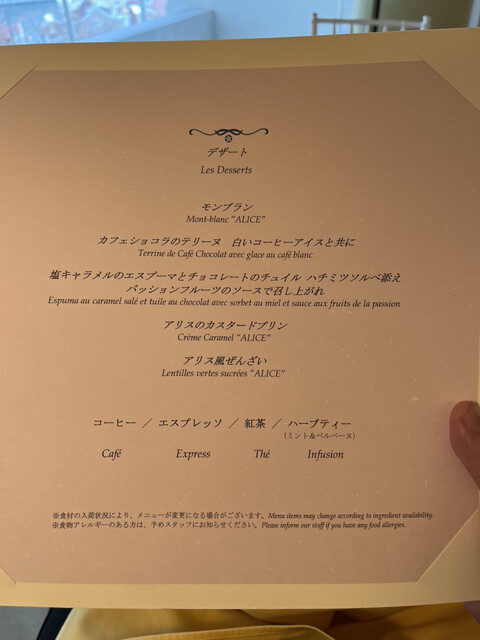 デザート
Les Desserts
モンブラン
Mont-blanc "ALICE"
カフェショコラのテリーヌ　白いコーヒーアイスと共に
Terrine de Café Chocolat avec glace au café blanc
塩キャラメルのエスプーマとチョコレートのチュイル ハチミツソルベ添え
パッションフルーツのソースで召し上がれ
Espuma au caramel salé et tuile au chocolat avec sorbet au miel et sauce aux fruits de la passion
アリスのカスタードプリン
Crème Caramel "ALICE"
アリス風ぜんざい
Lentilles vertes sucrées "ALICE"
コーヒー ／ エスプレッソ ／ 紅茶 ／ ハーブティー
（ミント＆ベルベーヌ）
Café Express Thé Infusion
※食材の入荷状況により、メニューが変更になる場合がございます。Menu items may change according to ingredient availability.
※食物アレルギーのある方は、予めスタッフにお知らせください。Please inform our staff if you have any food allergies.